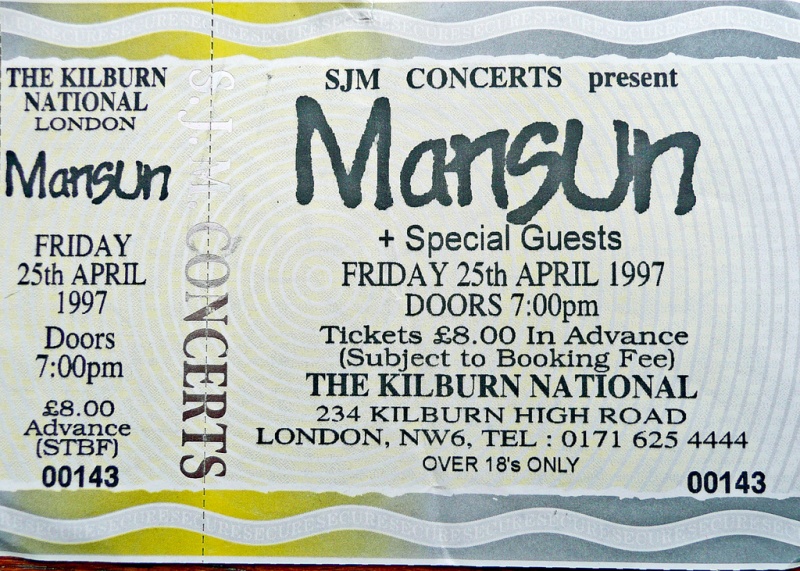 THE KILBURN
NATIONAL
LONDON
Mansun
FRIDAY
25th APRIL
1997
Doors
7:00pm
£8.00
Advance
(STBF)
00143
S.J.M. CONCERTS
SJM CONCERTS present
Mansun
+ Special Guests
FRIDAY 25th APRIL 1997
DOORS 7:00pm
Tickets £8.00 In Advance
(Subject to Booking Fee)
THE KILBURN NATIONAL
234 KILBURN HIGH ROAD
LONDON, NW6, TEL : 0171 625 4444
OVER 18's ONLY
00143